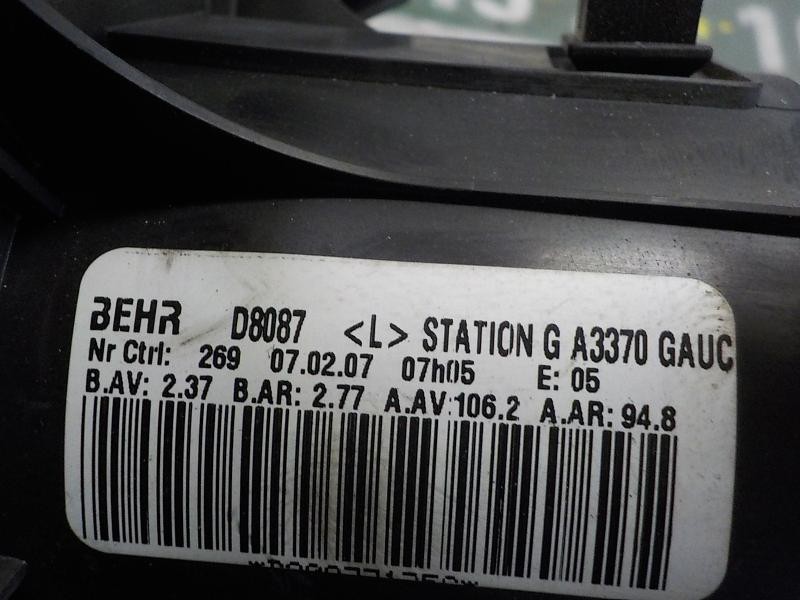 BEHR D8087 <L> STATION G A3370 GAUC
Nr Ctrl: 269 07.02.07 07h05 E: 05
B.AV: 2.37 B.AR: 2.77 A.AV:106.2 A.AR: 94.8